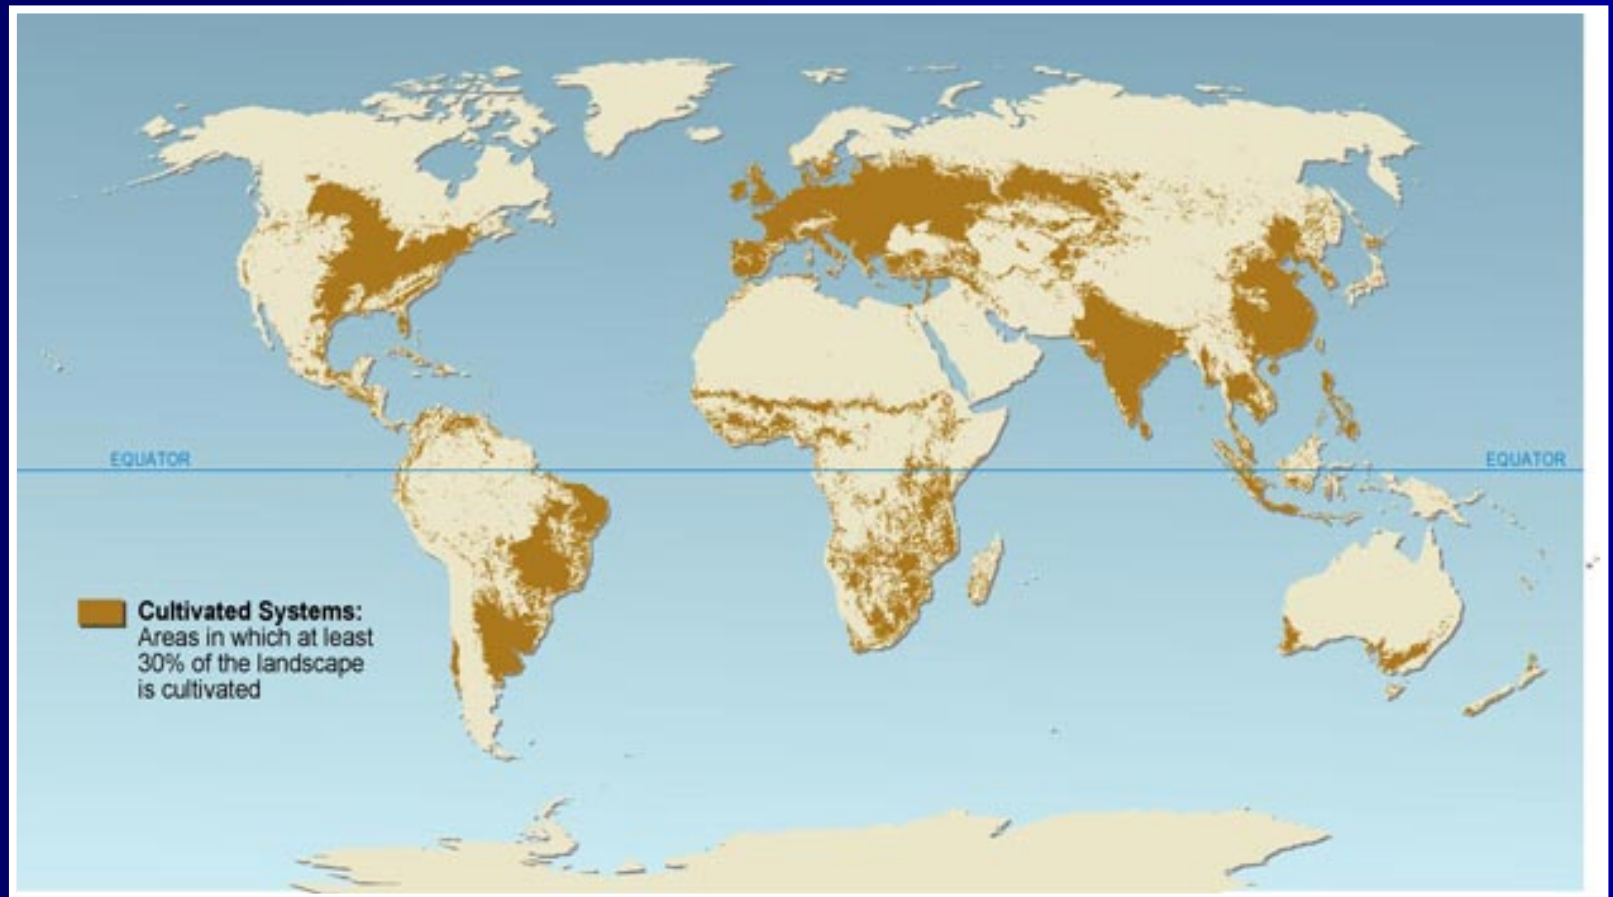 EQUATOR
EQUATOR
Cultivated Systems:
Areas in which at least
30% of the landscape
is cultivated